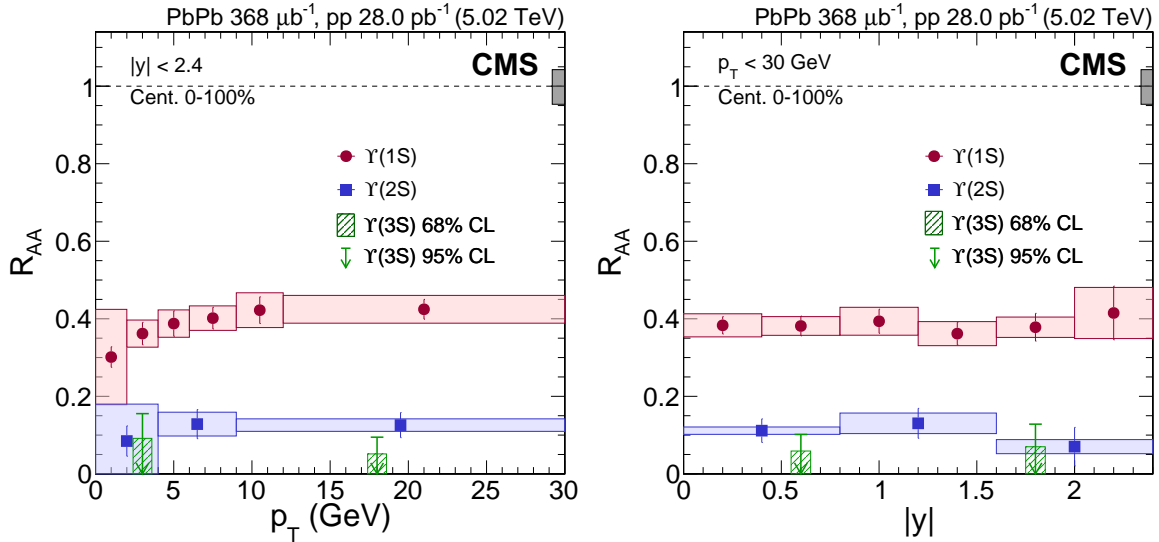 PbPb 368 μb⁻¹, pp 28.0 pb⁻¹ (5.02 TeV)
|y| < 2.4
CMS
Cent. 0-100%
ϒ(1S)
ϒ(2S)
ϒ(3S) 68% CL
ϒ(3S) 95% CL
R_AA
1
0.8
0.6
0.4
0.2
0
0 5 10 15 20 25 30
p_T (GeV)
PbPb 368 μb⁻¹, pp 28.0 pb⁻¹ (5.02 TeV)
p_T < 30 GeV
CMS
Cent. 0-100%
ϒ(1S)
ϒ(2S)
ϒ(3S) 68% CL
ϒ(3S) 95% CL
R_AA
1
0.8
0.6
0.4
0.2
0
0 0.5 1 1.5 2
|y|